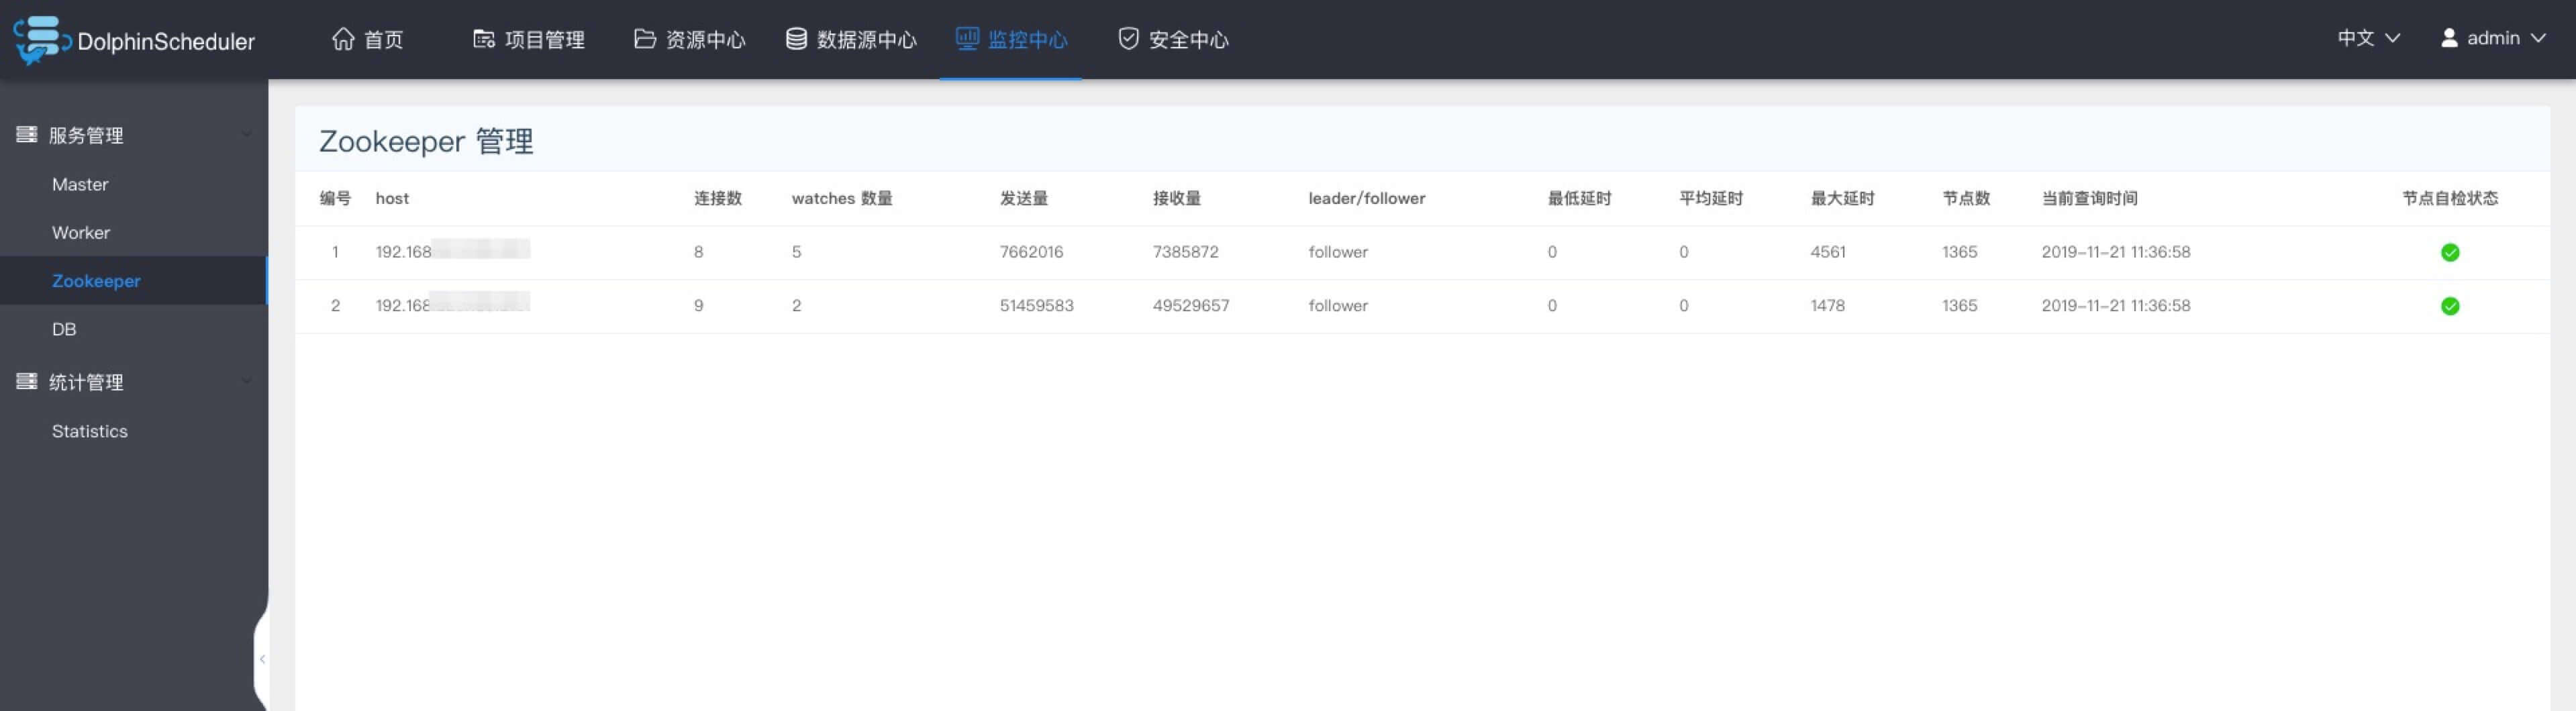 DolphinScheduler 首页 项目管理 资源中心 数据源中心 监控中心 安全中心 中文 admin
服务管理
Master
Worker
Zookeeper
DB
统计管理
Statistics
Zookeeper 管理
编号 host 连接数 watches 数量 发送量 接收量 leader/follower 最低延时 平均延时 最大延时 节点数 当前查询时间 节点自检状态
1 192.168 8 5 7662016 7385872 follower 0 0 4561 1365 2019-11-21 11:36:58
2 192.168 9 2 51459583 49529657 follower 0 0 1478 1365 2019-11-21 11:36:58